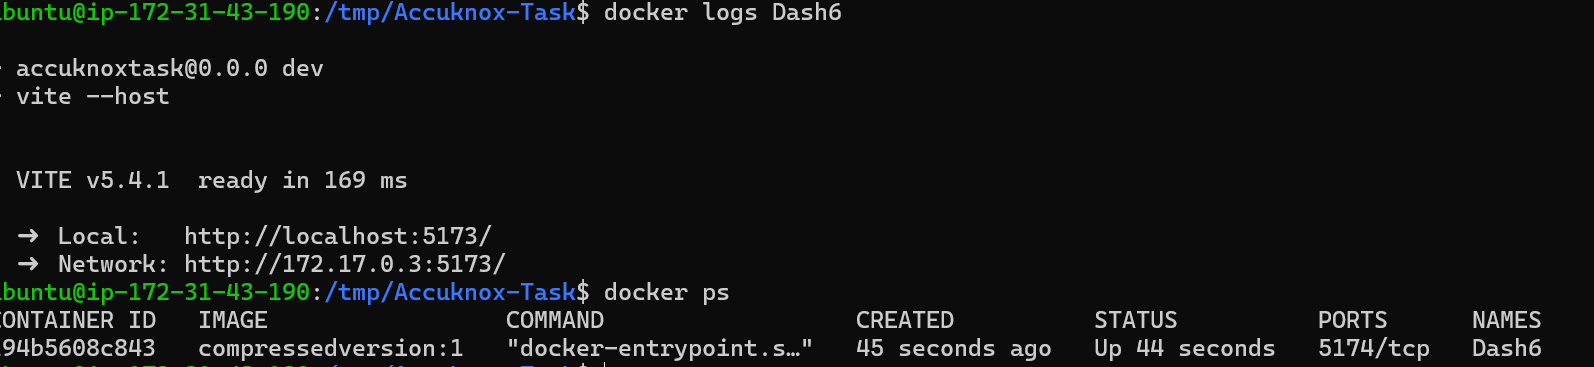 ubuntu@ip-172-31-43-190:/tmp/Accuknox-Task$ docker logs Dash6
> accuknoxtask@0.0.0 dev
> vite --host
VITE v5.4.1  ready in 169 ms
➜ Local:   http://localhost:5173/
➜ Network: http://172.17.0.3:5173/
ubuntu@ip-172-31-43-190:/tmp/Accuknox-Task$ docker ps
CONTAINER ID   IMAGE   COMMAND   CREATED   STATUS   PORTS   NAMES
94b5608c843   compressedversion:1   "docker-entrypoint.s…"   45 seconds ago   Up 44 seconds   5174/tcp   Dash6